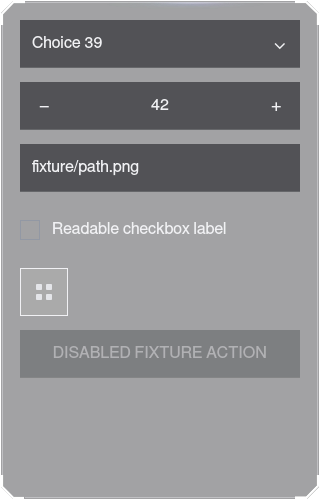 Choice 39
− 42 +
fixture/path.png
Readable checkbox label
DISABLED FIXTURE ACTION